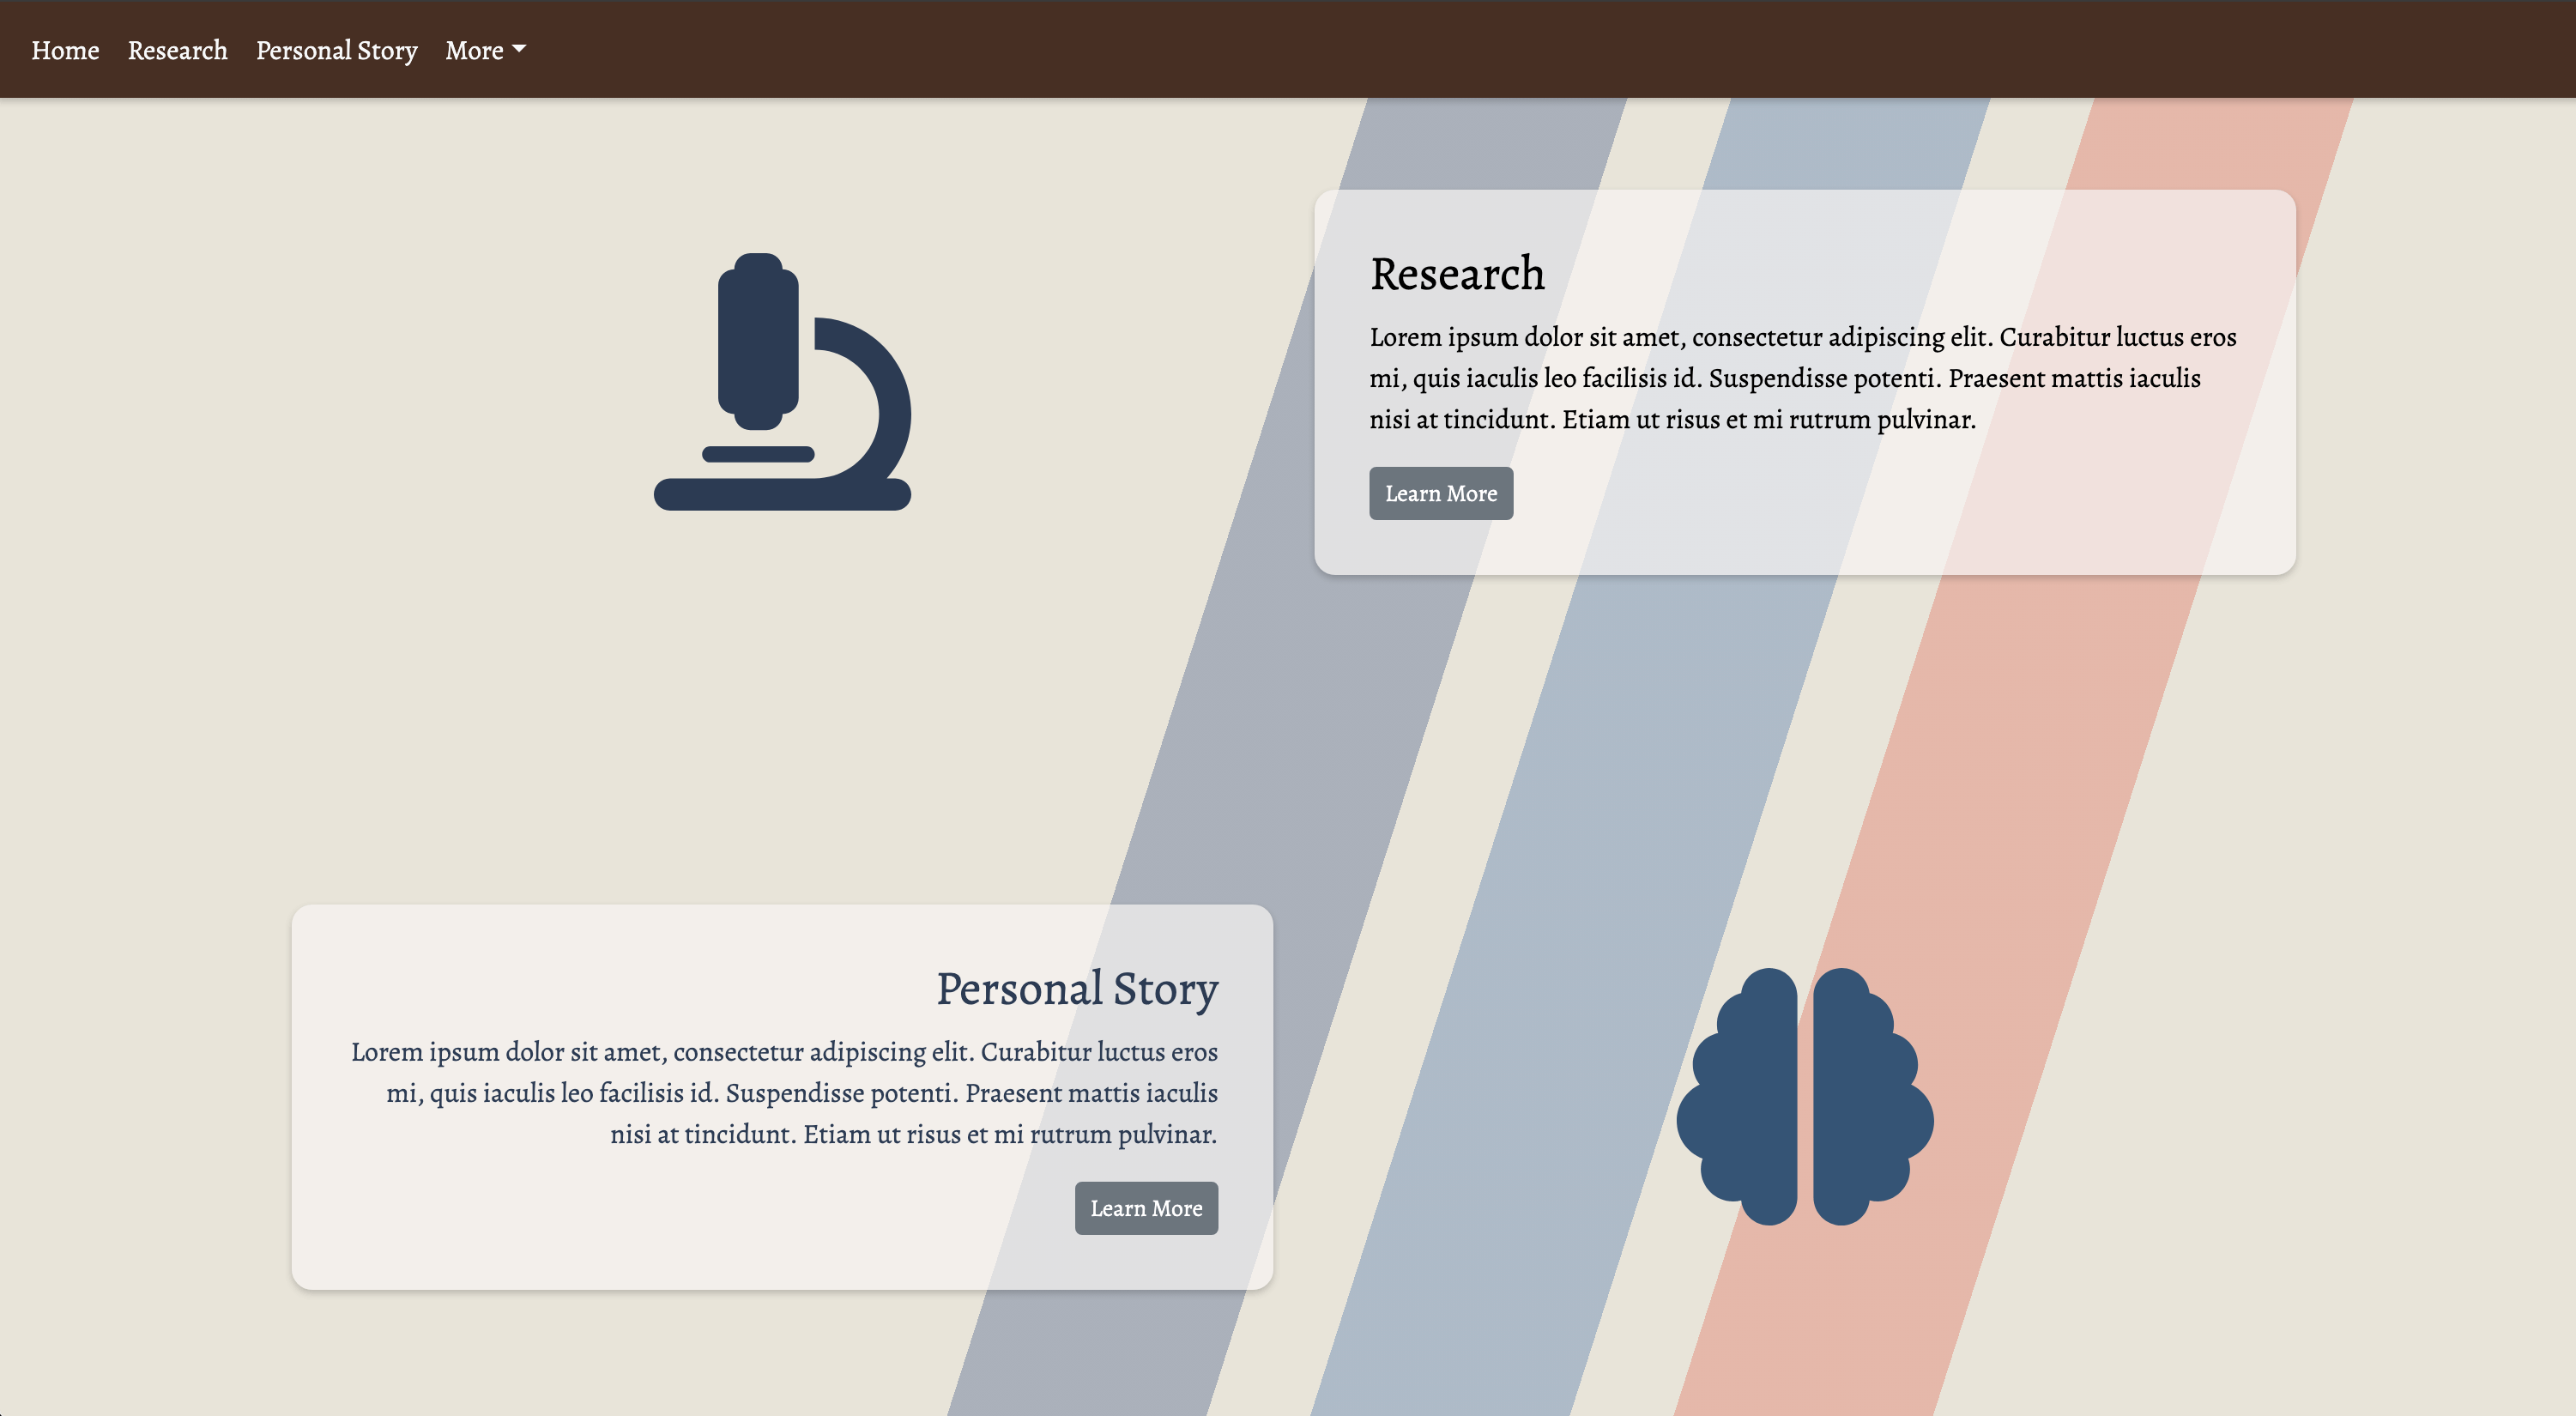 Home Research Personal Story More
Research
Lorem ipsum dolor sit amet, consectetur adipiscing elit. Curabitur luctus eros
mi, quis iaculis leo facilisis id. Suspendisse potenti. Praesent mattis iaculis
nisi at tincidunt. Etiam ut risus et mi rutrum pulvinar.
Learn More
Personal Story
Lorem ipsum dolor sit amet, consectetur adipiscing elit. Curabitur luctus eros
mi, quis iaculis leo facilisis id. Suspendisse potenti. Praesent mattis iaculis
nisi at tincidunt. Etiam ut risus et mi rutrum pulvinar.
Learn More